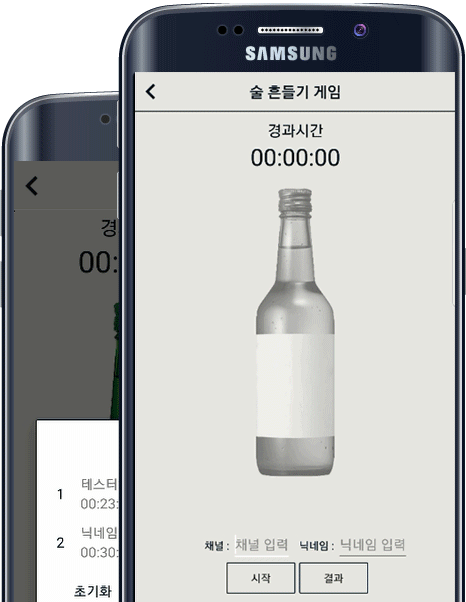 SAMSUNG
술 흔들기 게임
경과시간
00:00:00
채널 : 채널 입력 닉네임 : 닉네임 입력
시작 결과
00:
1 테스터
00:23:
2 닉네임
00:30:
초기화